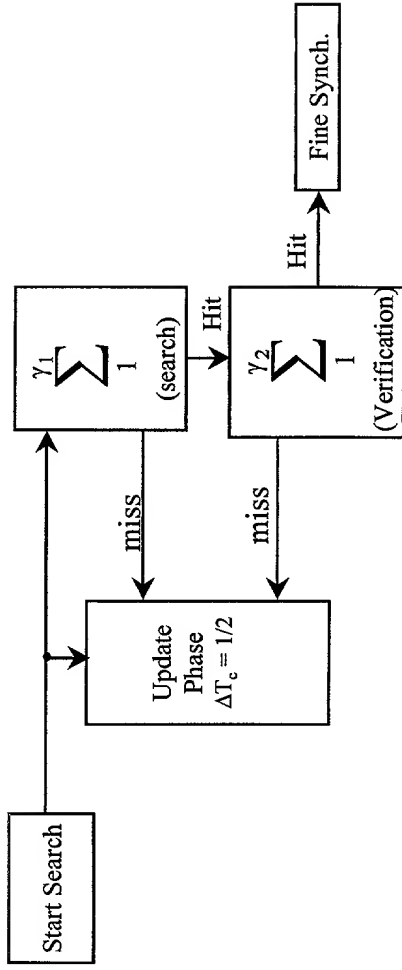 Start Search
Update
Phase
ΔT_c = 1/2
miss
miss
γ_1
∑
1
(search)
Hit
γ_2
∑
1
(Verification)
Hit
Fine Synch.